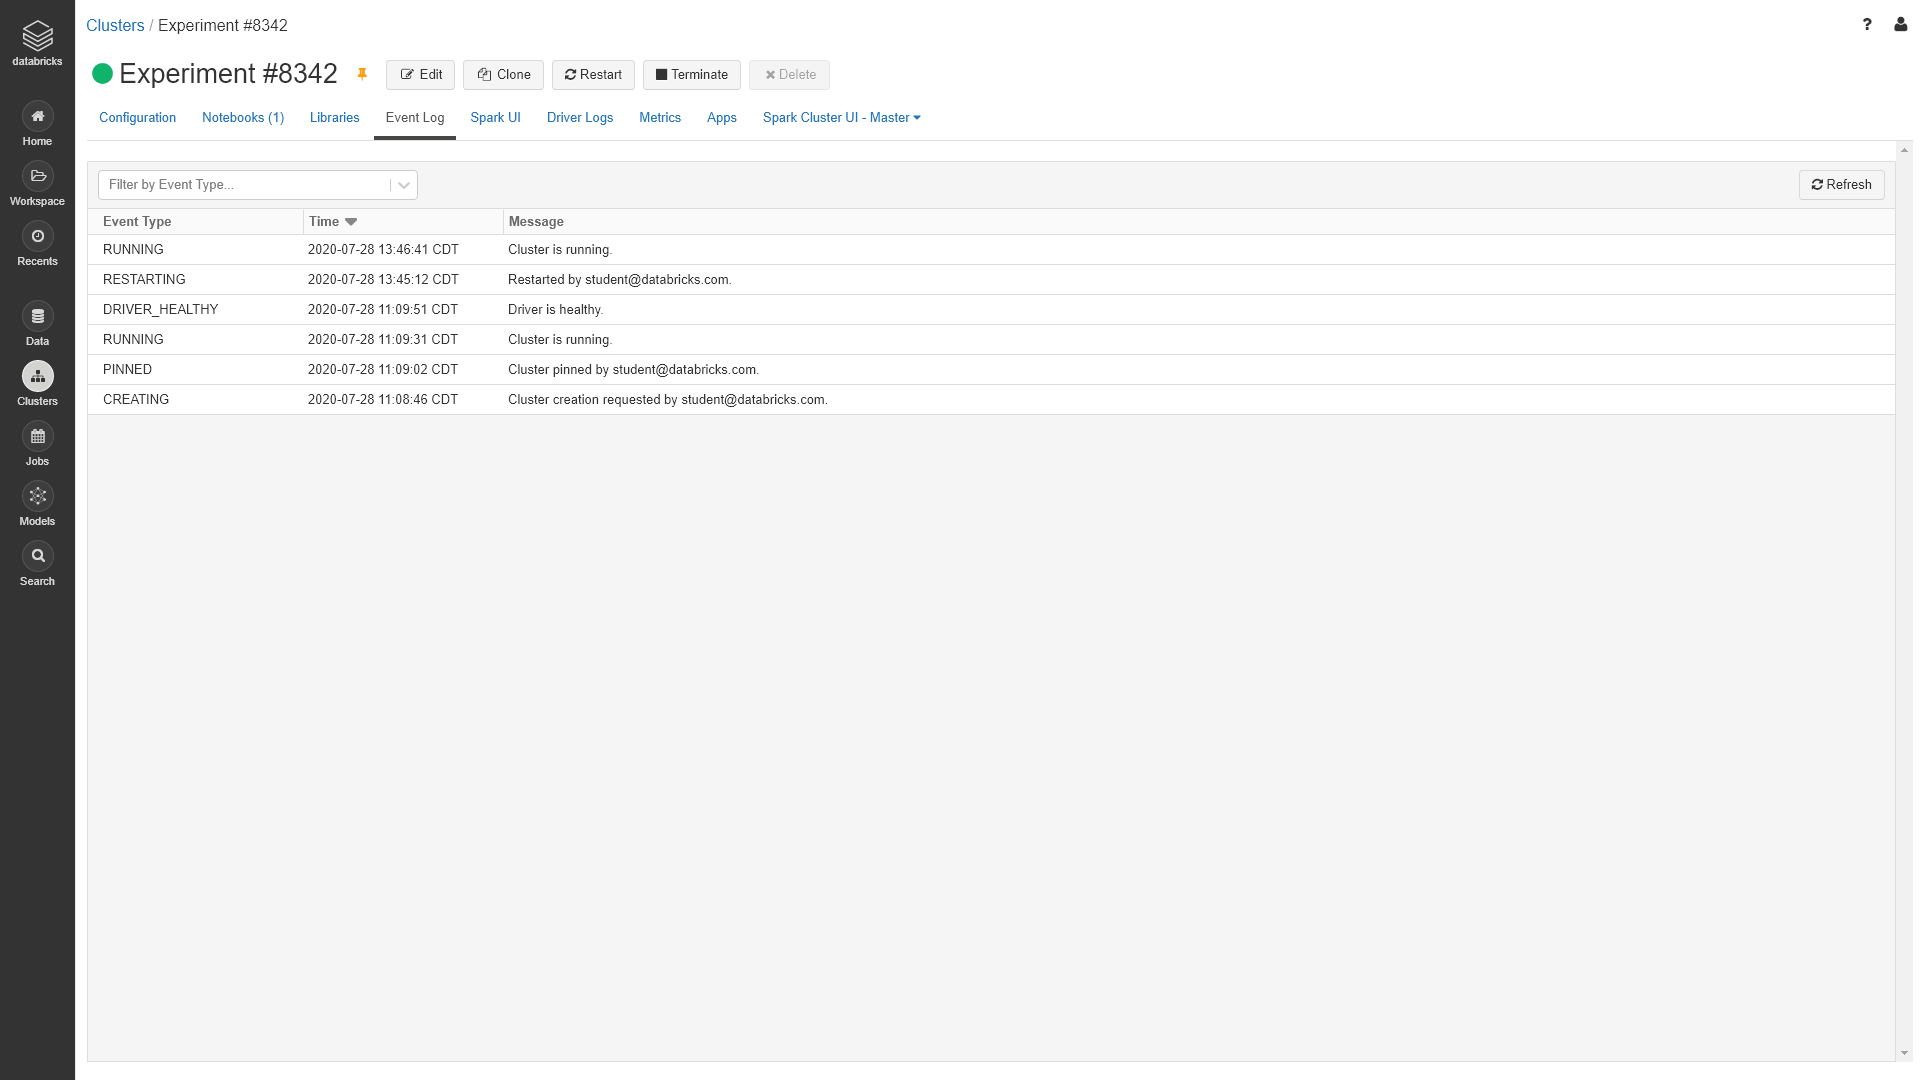 databricks
Home
Workspace
Recents
Data
Clusters
Jobs
Models
Search
Clusters / Experiment #8342
?
Experiment #8342 Edit Clone Restart Terminate Delete
Configuration Notebooks (1) Libraries Event Log Spark UI Driver Logs Metrics Apps Spark Cluster UI - Master
Filter by Event Type... Refresh
Event Type Time Message
RUNNING 2020-07-28 13:46:41 CDT Cluster is running.
RESTARTING 2020-07-28 13:45:12 CDT Restarted by student@databricks.com.
DRIVER_HEALTHY 2020-07-28 11:09:51 CDT Driver is healthy.
RUNNING 2020-07-28 11:09:31 CDT Cluster is running.
PINNED 2020-07-28 11:09:02 CDT Cluster pinned by student@databricks.com.
CREATING 2020-07-28 11:08:46 CDT Cluster creation requested by student@databricks.com.